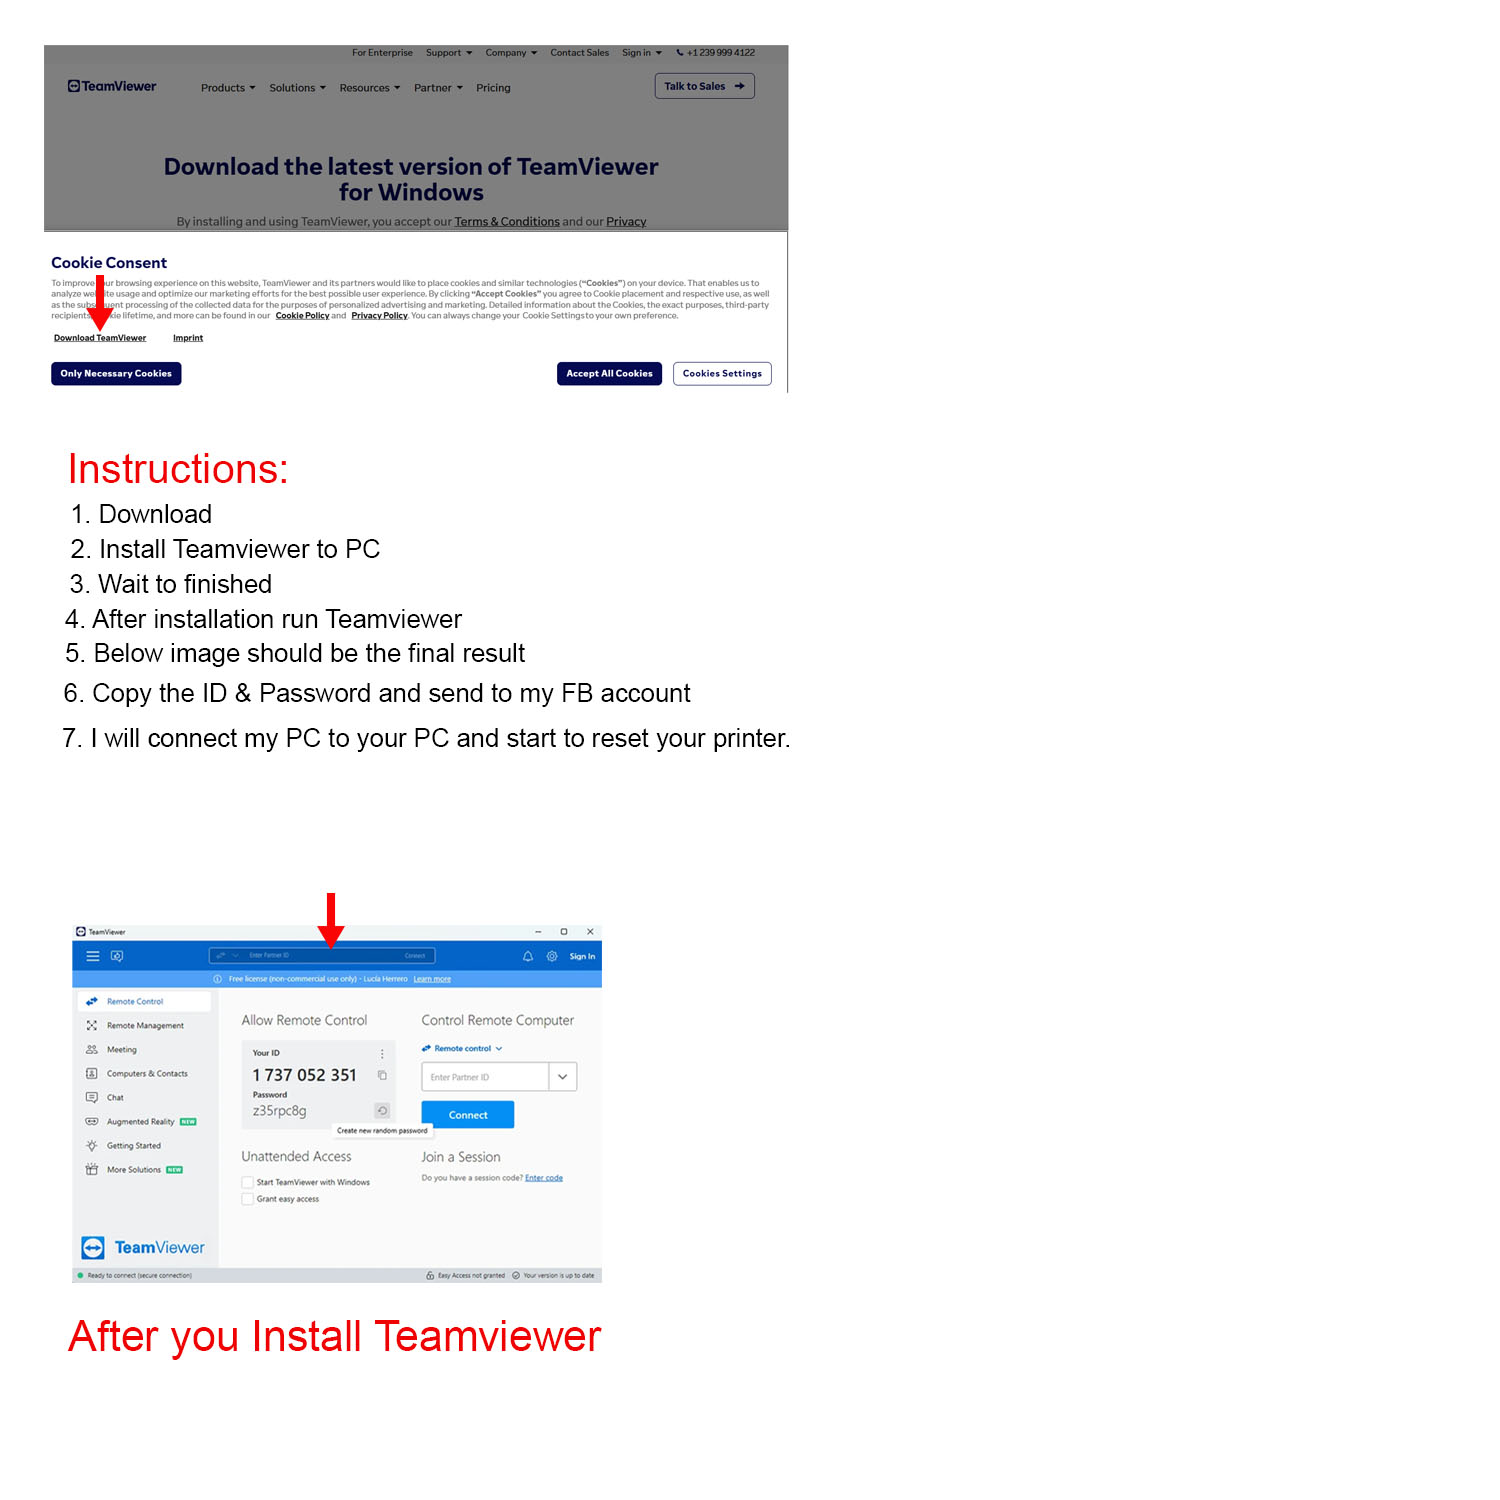 For Enterprise Support Company Contact Sales Sign in +1 239 999 4122
TeamViewer Products Solutions Resources Partner Pricing Talk to Sales
Download the latest version of TeamViewer
for Windows
By installing and using TeamViewer, you accept our Terms & Conditions and our Privacy
Cookie Consent
To improve your browsing experience on this website, TeamViewer and its partners would like to place cookies and similar technologies (“Cookies”) on your device. That enables us to
analyze website usage and optimize our marketing efforts for the best possible user experience. By clicking “Accept Cookies” you agree to Cookie placement and respective use, as well
as the subsequent processing of the collected data for the purposes of personalized advertising and marketing. Detailed information about the Cookies, the exact purposes, third-party
recipients, cookie lifetime, and more can be found in our Cookie Policy and Privacy Policy. You can always change your Cookie Settings to your own preference.
Download TeamViewer Imprint
Only Necessary Cookies Accept All Cookies Cookies Settings
Instructions:
1. Download
2. Install Teamviewer to PC
3. Wait to finished
4. After installation run Teamviewer
5. Below image should be the final result
6. Copy the ID & Password and send to my FB account
7. I will connect my PC to your PC and start to reset your printer.
TeamViewer
Enter Partner ID Connect Sign In
Free license (non-commercial use only) - Lucía Herrero Learn more
Remote Control
Remote Management
Meeting
Computers & Contacts
Chat
Augmented Reality NEW
Getting Started
More Solutions NEW
TeamViewer
Allow Remote Control
Your ID
1 737 052 351
Password
z35rpc8g
Create new random password
Unattended Access
Start TeamViewer with Windows
Grant easy access
Control Remote Computer
Remote control
Enter Partner ID
Connect
Join a Session
Do you have a session code? Enter code
Ready to connect (secure connection) Easy Access not granted Your version is up to date
After you Install Teamviewer